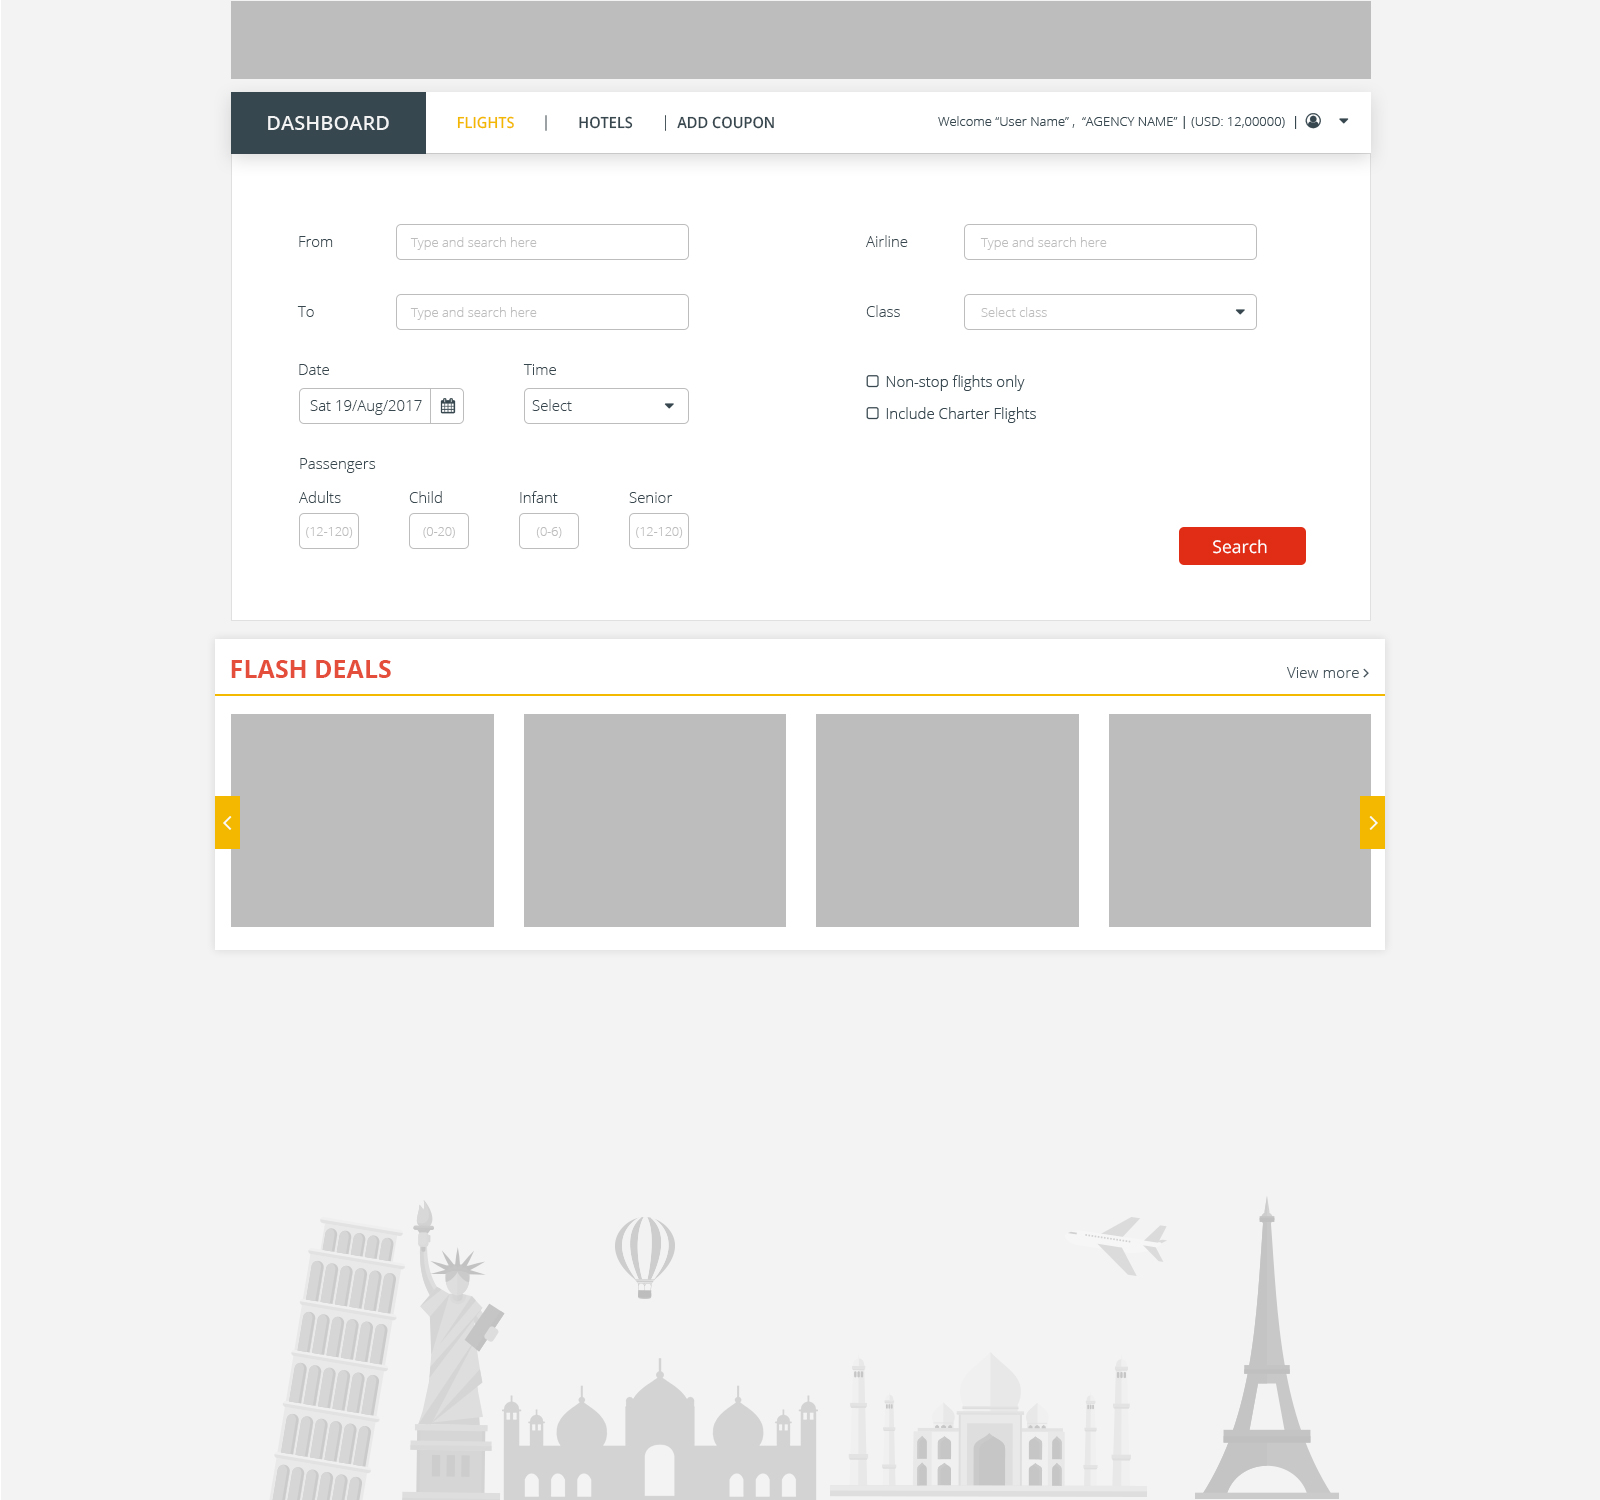 DASHBOARD FLIGHTS | HOTELS | ADD COUPON Welcome “User Name” , “AGENCY NAME” | (USD: 12,00000) |
From Type and search here Airline Type and search here
To Type and search here Class Select class
Date Time
Non-stop flights only
Sat 19/Aug/2017 Select
Include Charter Flights
Passengers
Adults Child Infant Senior
(12-120) (0-20) (0-6) (12-120)
Search
FLASH DEALS View more